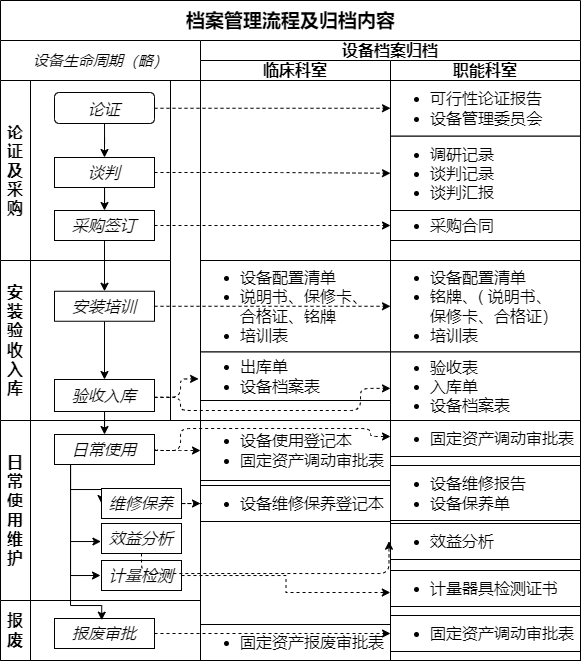 档案管理流程及归档内容
设备生命周期（略）
设备档案归档
临床科室
职能科室
论证及采购
论证
可行性论证报告
设备管理委员会
谈判
调研记录
谈判记录
谈判汇报
采购签订
采购合同
安装验收入库
安装培训
设备配置清单
说明书、保修卡、
合格证、铭牌
培训表
设备配置清单
铭牌、（说明书、
保修卡、合格证）
培训表
验收入库
出库单
设备档案表
验收表
入库单
设备档案表
日常使用维护
日常使用
设备使用登记本
固定资产调动审批表
固定资产调动审批表
维修保养
设备维修保养登记本
设备维修报告
设备保养单
效益分析
效益分析
计量检测
计量器具检测证书
报废
报废审批
固定资产报废审批表
固定资产调动审批表